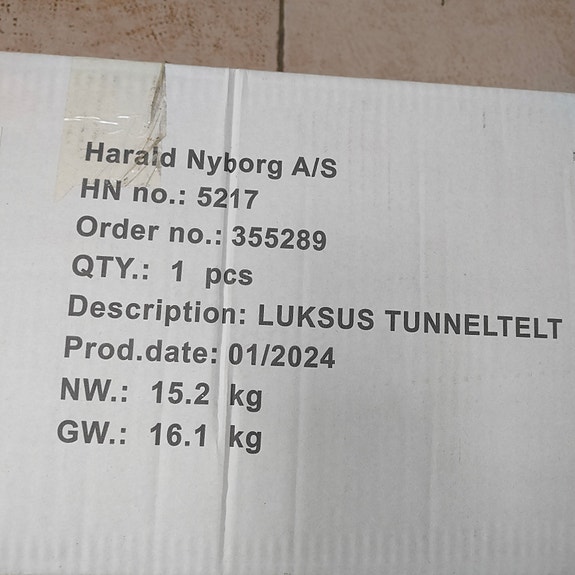 Harald Nyborg A/S
HN no.: 5217
Order no.: 355289
QTY.: 1 pcs
Description: LUKSUS TUNNELTELT
Prod.date: 01/2024
NW.: 15.2 kg
GW.: 16.1 kg